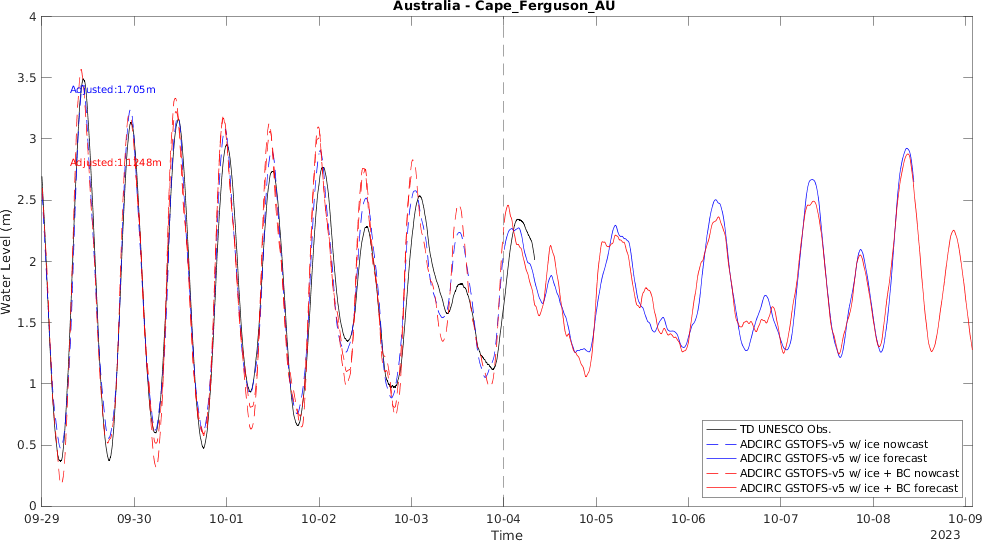 Australia - Cape_Ferguson_AU
4
3.5
3
2.5
2
1.5
1
0.5
0
Water Level (m)
Adjusted:1.705m
Adjusted:1.1248m
TD UNESCO Obs.
ADCIRC GSTOFS-v5 w/ ice nowcast
ADCIRC GSTOFS-v5 w/ ice forecast
ADCIRC GSTOFS-v5 w/ ice + BC nowcast
ADCIRC GSTOFS-v5 w/ ice + BC forecast
09-29 09-30 10-01 10-02 10-03 10-04 10-05 10-06 10-07 10-08 10-09
Time
2023